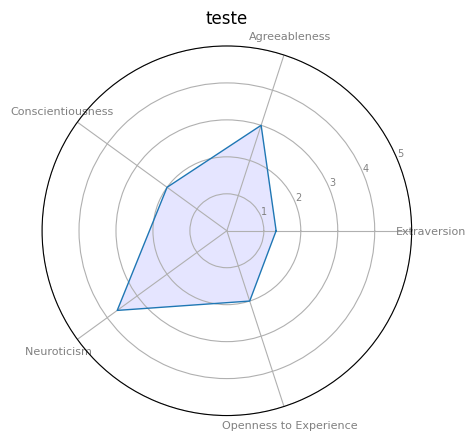 teste
Agreeableness
Conscientiousness
5
4
3
2
1
Extraversion
Neuroticism
Openness to Experience